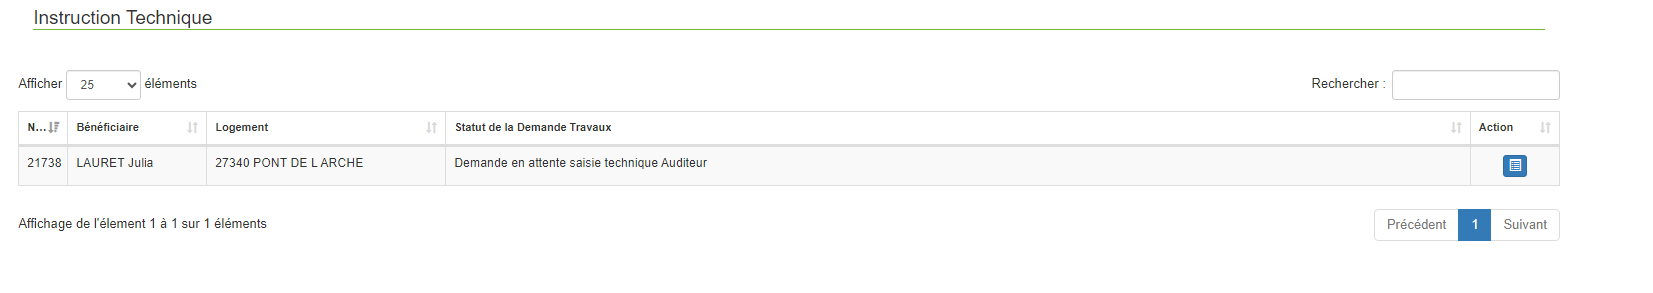 Instruction Technique
Afficher 25 éléments
Rechercher :
N... Bénéficiaire Logement Statut de la Demande Travaux Action
21738 LAURET Julia 27340 PONT DE L ARCHE Demande en attente saisie technique Auditeur
Affichage de l'élement 1 à 1 sur 1 éléments
Précédent 1 Suivant